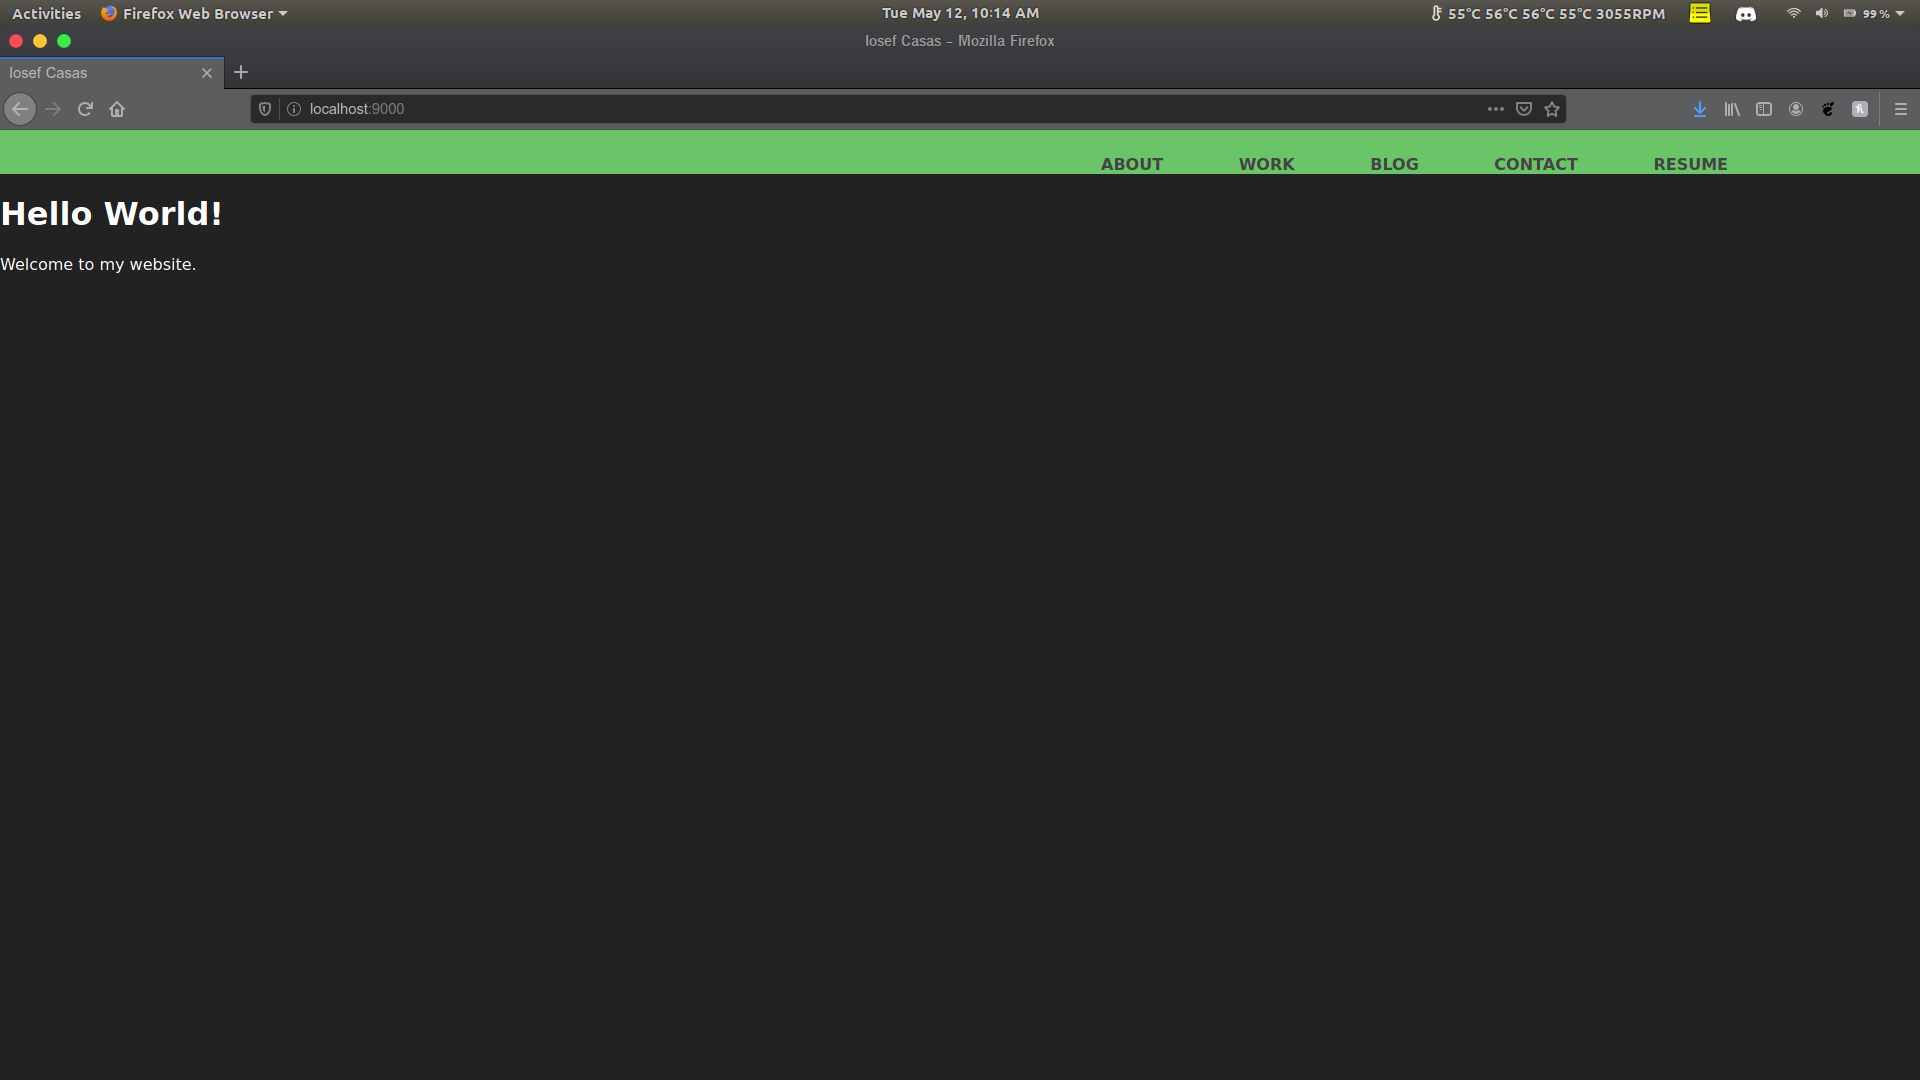 Activities Firefox Web Browser Tue May 12, 10:14 AM 55°C 56°C 56°C 55°C 3055RPM 99 %
Iosef Casas - Mozilla Firefox
Iosef Casas
localhost:9000
ABOUT WORK BLOG CONTACT RESUME
Hello World!
Welcome to my website.